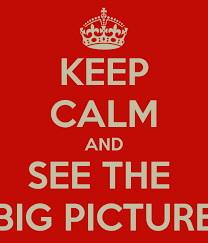 KEEP
CALM
AND
SEE THE
BIG PICTURE